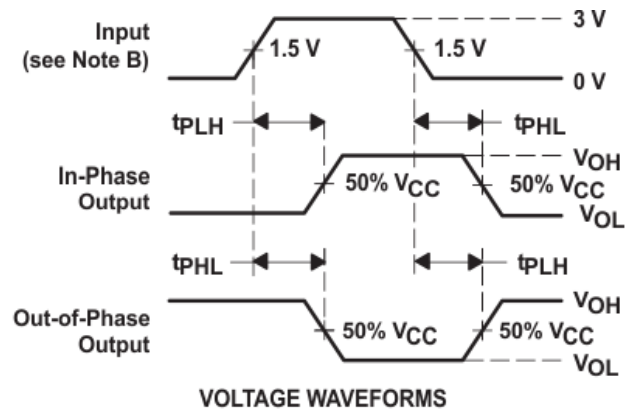 Input
(see Note B)
1.5 V
1.5 V
3 V
0 V
tPLH
tPHL
In-Phase
Output
50% VCC
VOH
50% VCC
VOL
tPHL
tPLH
Out-of-Phase
Output
50% VCC
VOH
50% VCC
VOL
VOLTAGE WAVEFORMS